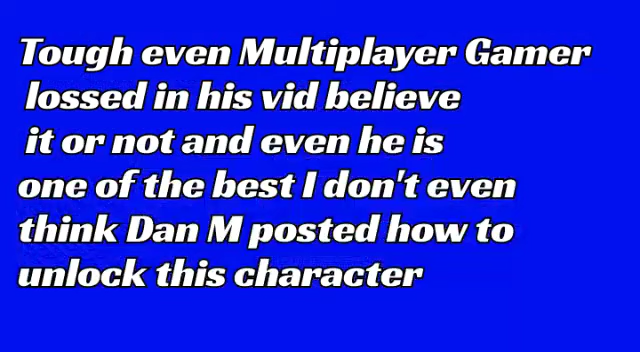 Tough even Multiplayer Gamer
lossed in his vid believe
it or not and even he is
one of the best I don't even
think Dan M posted how to
unlock this character